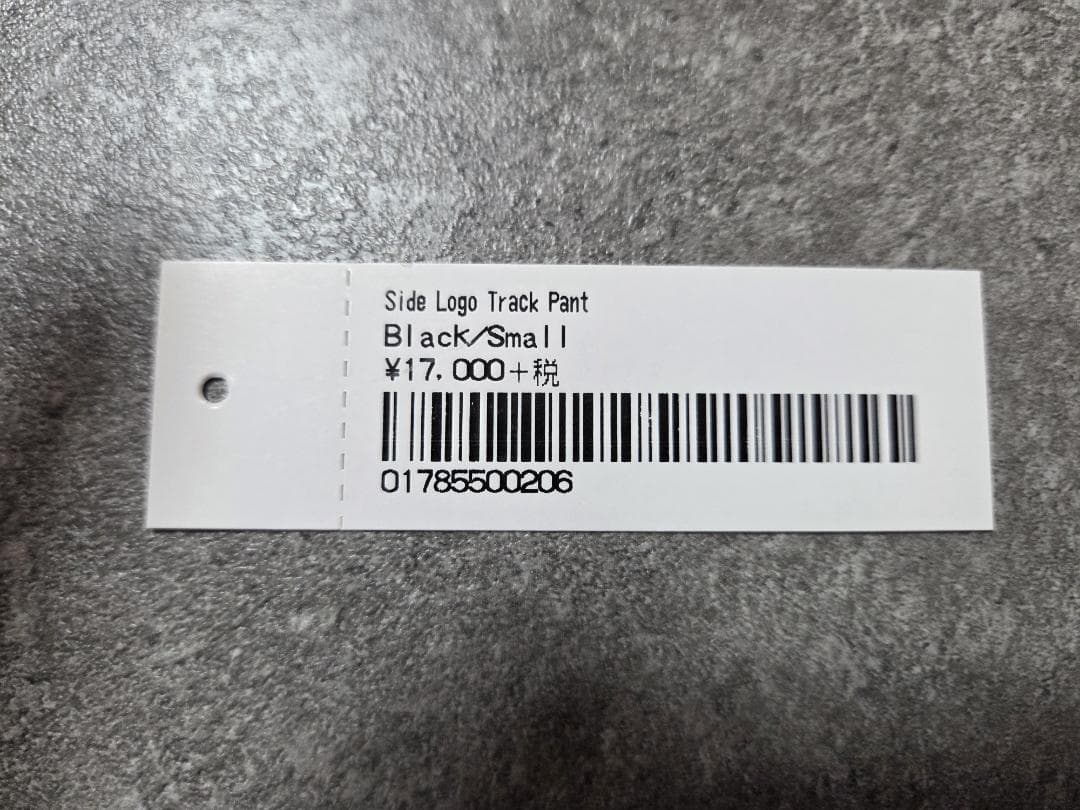 Side Logo Track Pant
Black/Small
¥17,000+税
01785500206